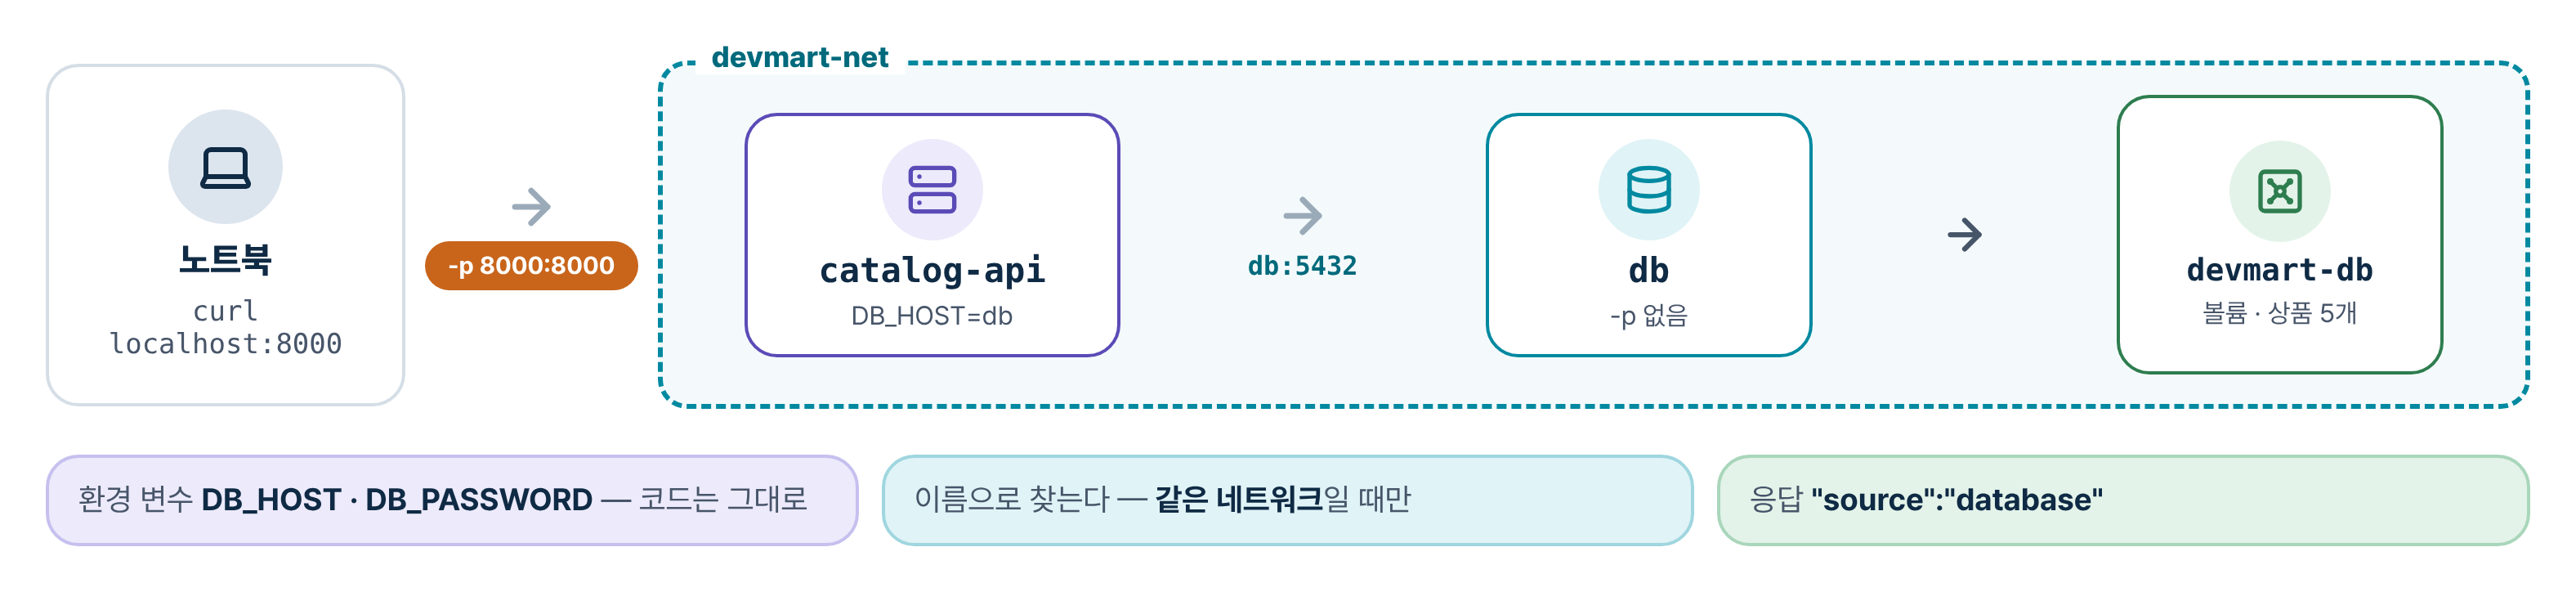 devmart-net
노트북
curl
localhost:8000
-p 8000:8000
catalog-api
DB_HOST=db
db:5432
db
-p 없음
devmart-db
볼륨 · 상품 5개
환경 변수 DB_HOST · DB_PASSWORD — 코드는 그대로
이름으로 찾는다 — 같은 네트워크일 때만
응답 "source":"database"